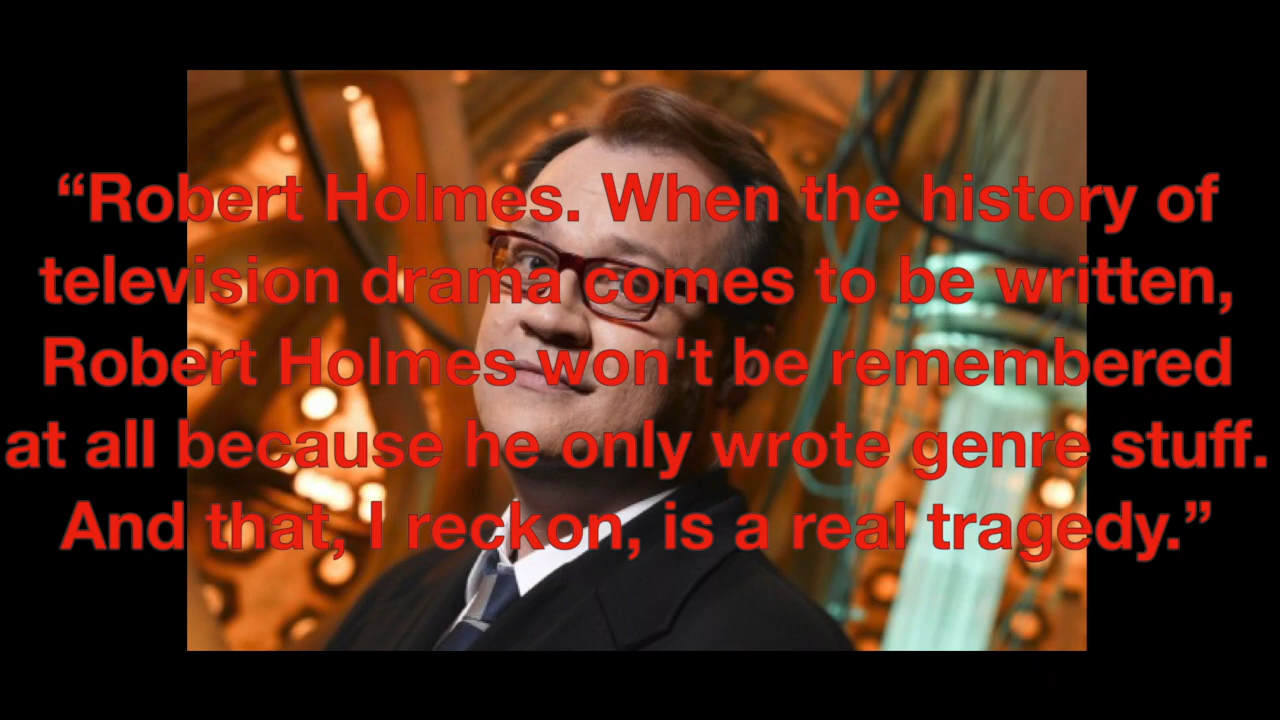 “Robert Holmes. When the history of
television drama comes to be written,
Robert Holmes won't be remembered
at all because he only wrote genre stuff.
And that, I reckon, is a real tragedy.”